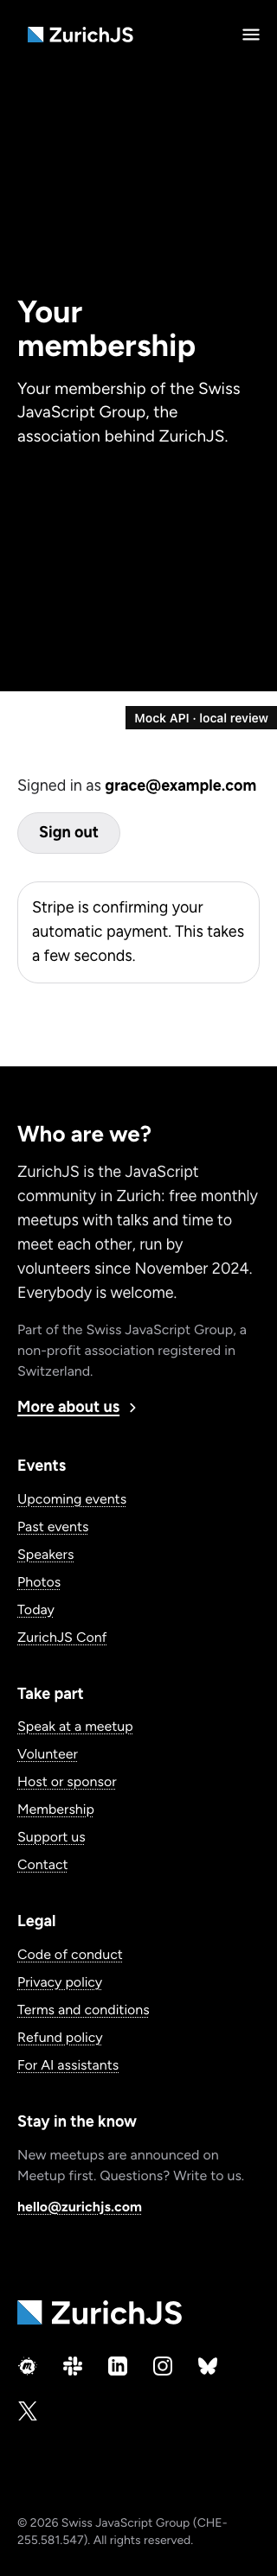 ZurichJS
Your
membership
Your membership of the Swiss
JavaScript Group, the
association behind ZurichJS.
Mock API · local review
Signed in as grace@example.com
Sign out
Stripe is confirming your
automatic payment. This takes
a few seconds.
Who are we?
ZurichJS is the JavaScript
community in Zurich: free monthly
meetups with talks and time to
meet each other, run by
volunteers since November 2024.
Everybody is welcome.
Part of the Swiss JavaScript Group, a
non-profit association registered in
Switzerland.
More about us
Events
Upcoming events
Past events
Speakers
Photos
Today
ZurichJS Conf
Take part
Speak at a meetup
Volunteer
Host or sponsor
Membership
Support us
Contact
Legal
Code of conduct
Privacy policy
Terms and conditions
Refund policy
For AI assistants
Stay in the know
New meetups are announced on
Meetup first. Questions? Write to us.
hello@zurichjs.com
ZurichJS
© 2026 Swiss JavaScript Group (CHE-
255.581.547). All rights reserved.